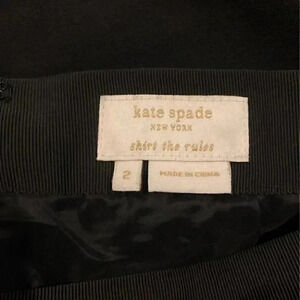 kate spade
NEW YORK
skirt the rules
2
MADE IN CHINA